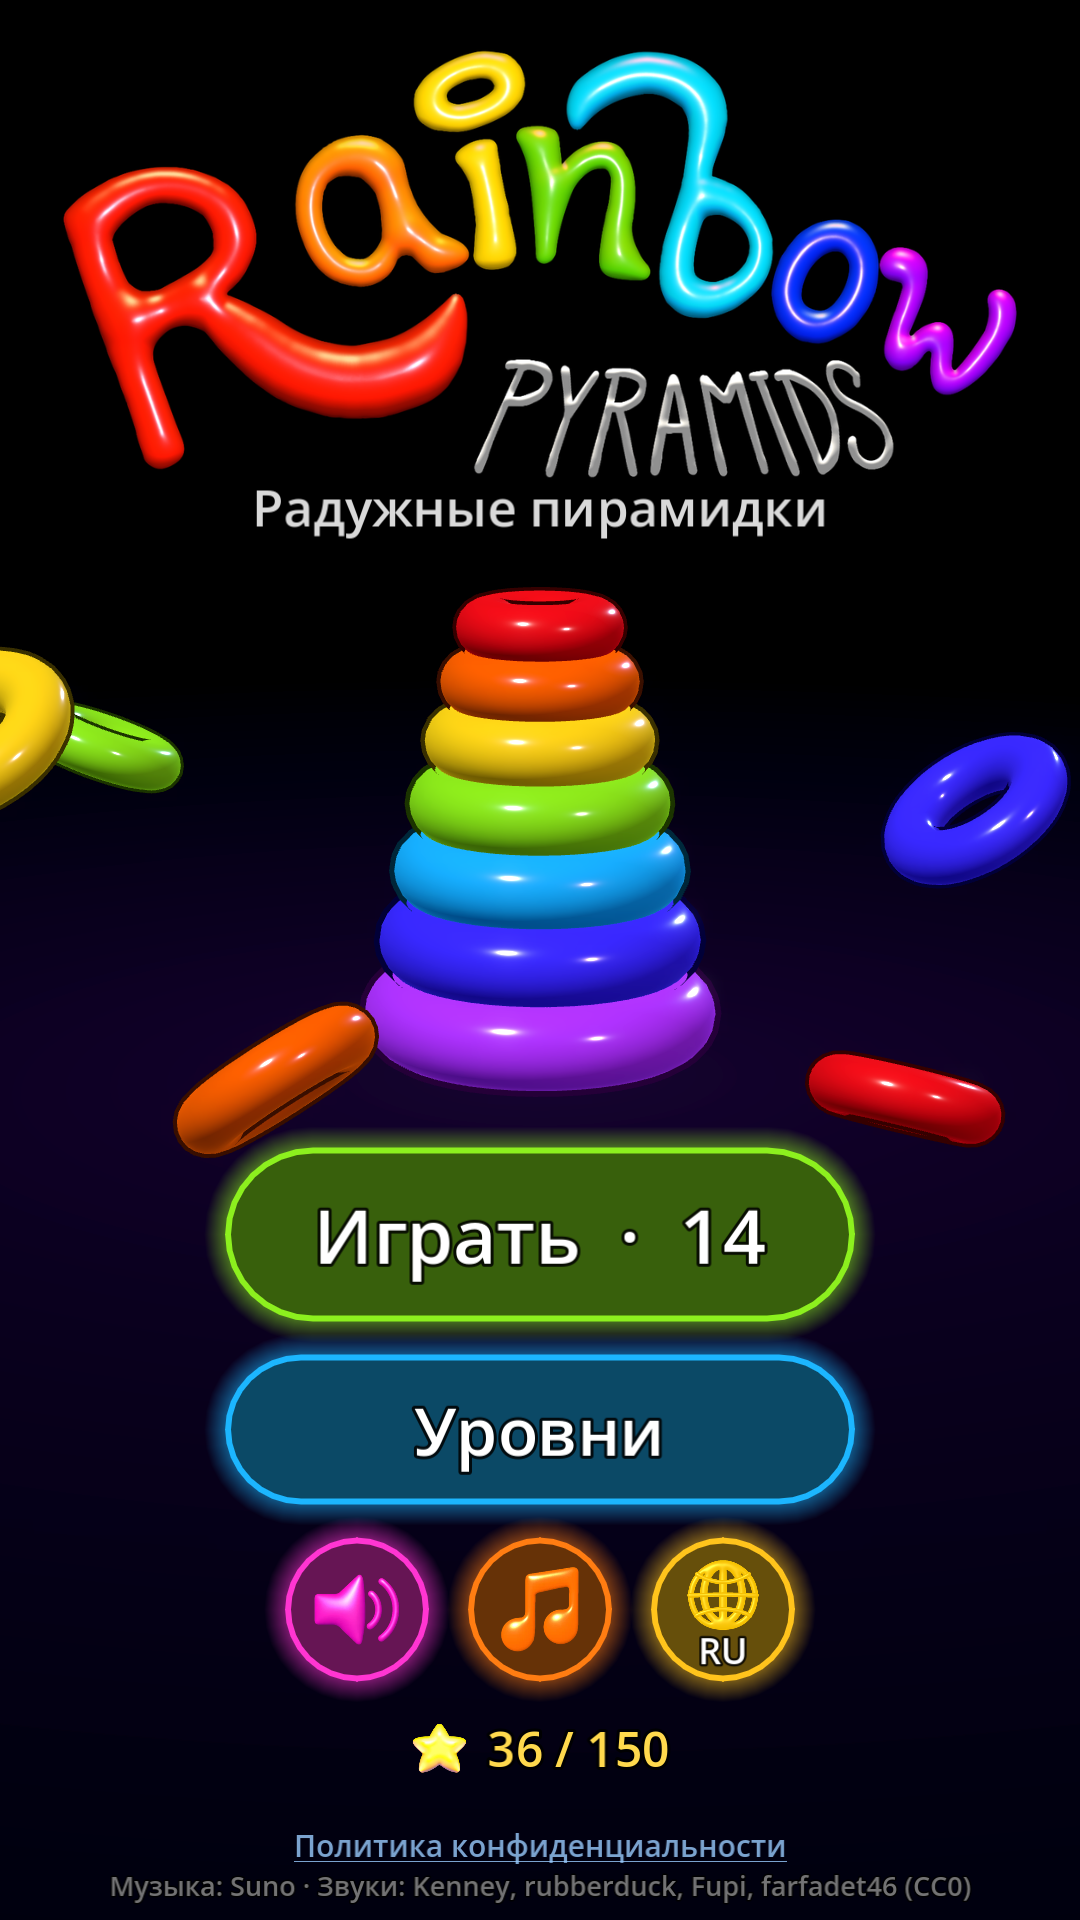 Rainbow
PYRAMIDS
Радужные пирамидки
Играть · 14
Уровни
RU
36 / 150
Политика конфиденциальности
Музыка: Suno · Звуки: Kenney, rubberduck, Fupi, farfadet46 (CC0)